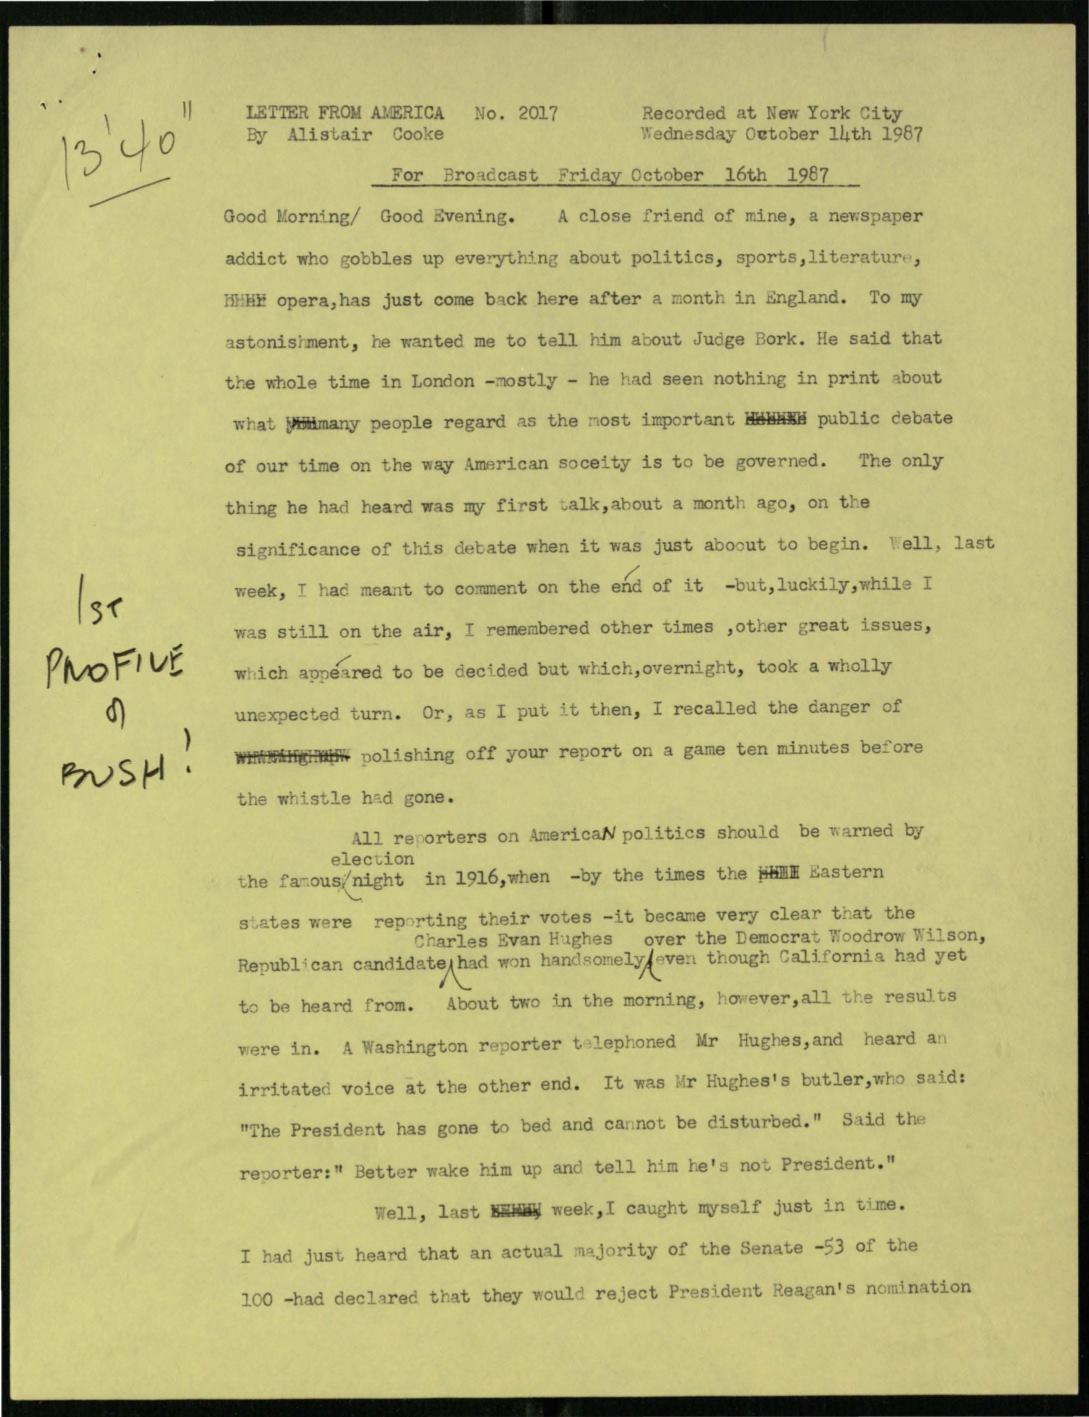 13'40"
LETTER FROM AMERICA No. 2017 Recorded at New York City
By Alistair Cooke Wednesday October 14th 1987
For Broadcast Friday October 16th 1987
Good Morning/ Good Evening. A close friend of mine, a newspaper
addict who gobbles up everything about politics, sports,literature,
opera,has just come back here after a month in England. To my
astonishment, he wanted me to tell him about Judge Bork. He said that
the whole time in London -mostly - he had seen nothing in print about
what many people regard as the most important public debate
of our time on the way American soceity is to be governed. The only
thing he had heard was my first talk,about a month ago, on the
significance of this debate when it was just aboout to begin. Well, last
week, I had meant to comment on the end of it -but,luckily,while I
was still on the air, I remembered other times ,other great issues,
which appeared to be decided but which,overnight, took a wholly
unexpected turn. Or, as I put it then, I recalled the danger of
polishing off your report on a game ten minutes before
the whistle had gone.
1ST
PROFILE
of
BUSH!
All reporters on AmericaN politics should be warned by
election
the famous/night in 1916,when -by the times the Eastern
states were reporting their votes -it became very clear that the
Charles Evan Hughes over the Democrat Woodrow Wilson,
Republican candidate had won handsomely even though California had yet
to be heard from. About two in the morning, however,all the results
were in. A Washington reporter telephoned Mr Hughes,and heard an
irritated voice at the other end. It was Mr Hughes's butler,who said:
"The President has gone to bed and cannot be disturbed." Said the
reporter:" Better wake him up and tell him he's not President."
Well, last week,I caught myself just in time.
I had just heard that an actual majority of the Senate -53 of the
100 -had declared that they would reject President Reagan's nomination